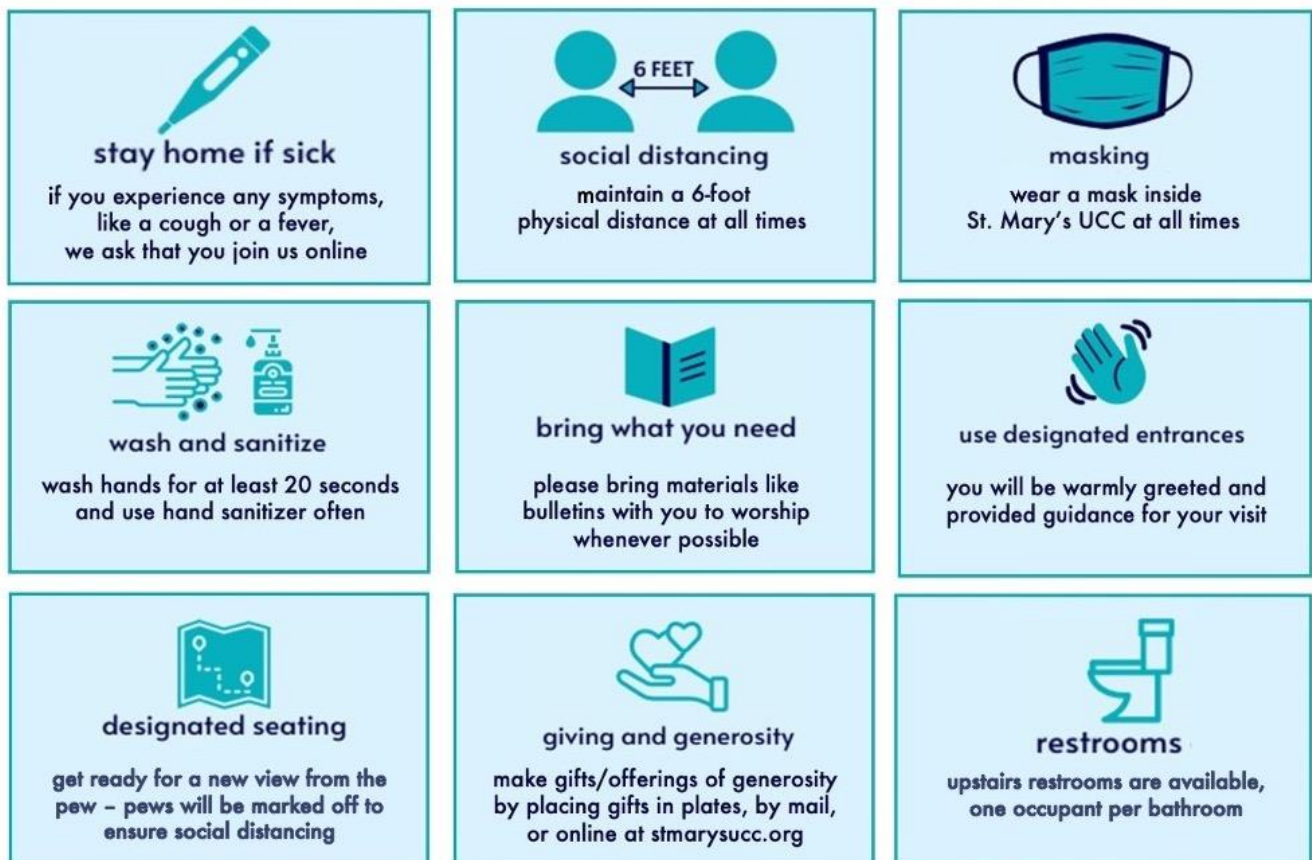 stay home if sick
if you experience any symptoms,
like a cough or a fever,
we ask that you join us online
6 FEET
social distancing
maintain a 6-foot
physical distance at all times
masking
wear a mask inside
St. Mary's UCC at all times
wash and sanitize
wash hands for at least 20 seconds
and use hand sanitizer often
bring what you need
please bring materials like
bulletins with you to worship
whenever possible
use designated entrances
you will be warmly greeted and
provided guidance for your visit
designated seating
get ready for a new view from the
pew – pews will be marked off to
ensure social distancing
giving and generosity
make gifts/offerings of generosity
by placing gifts in plates, by mail,
or online at stmarysucc.org
restrooms
upstairs restrooms are available,
one occupant per bathroom